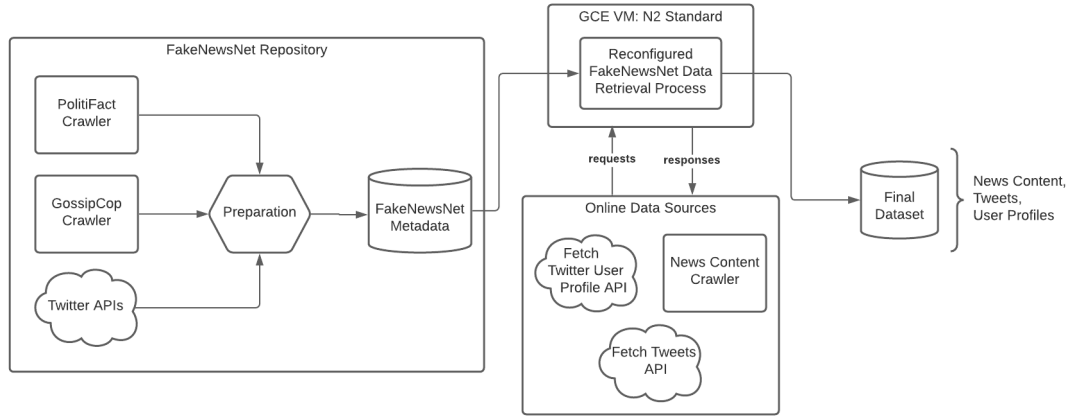 FakeNewsNet Repository
PolitiFact
Crawler
GossipCop
Crawler
Twitter APIs
Preparation
FakeNewsNet
Metadata
GCE VM: N2 Standard
Reconfigured
FakeNewsNet Data
Retrieval Process
requests
responses
Online Data Sources
Fetch
Twitter User
Profile API
News Content
Crawler
Fetch Tweets
API
Final
Dataset
News Content,
Tweets,
User Profiles